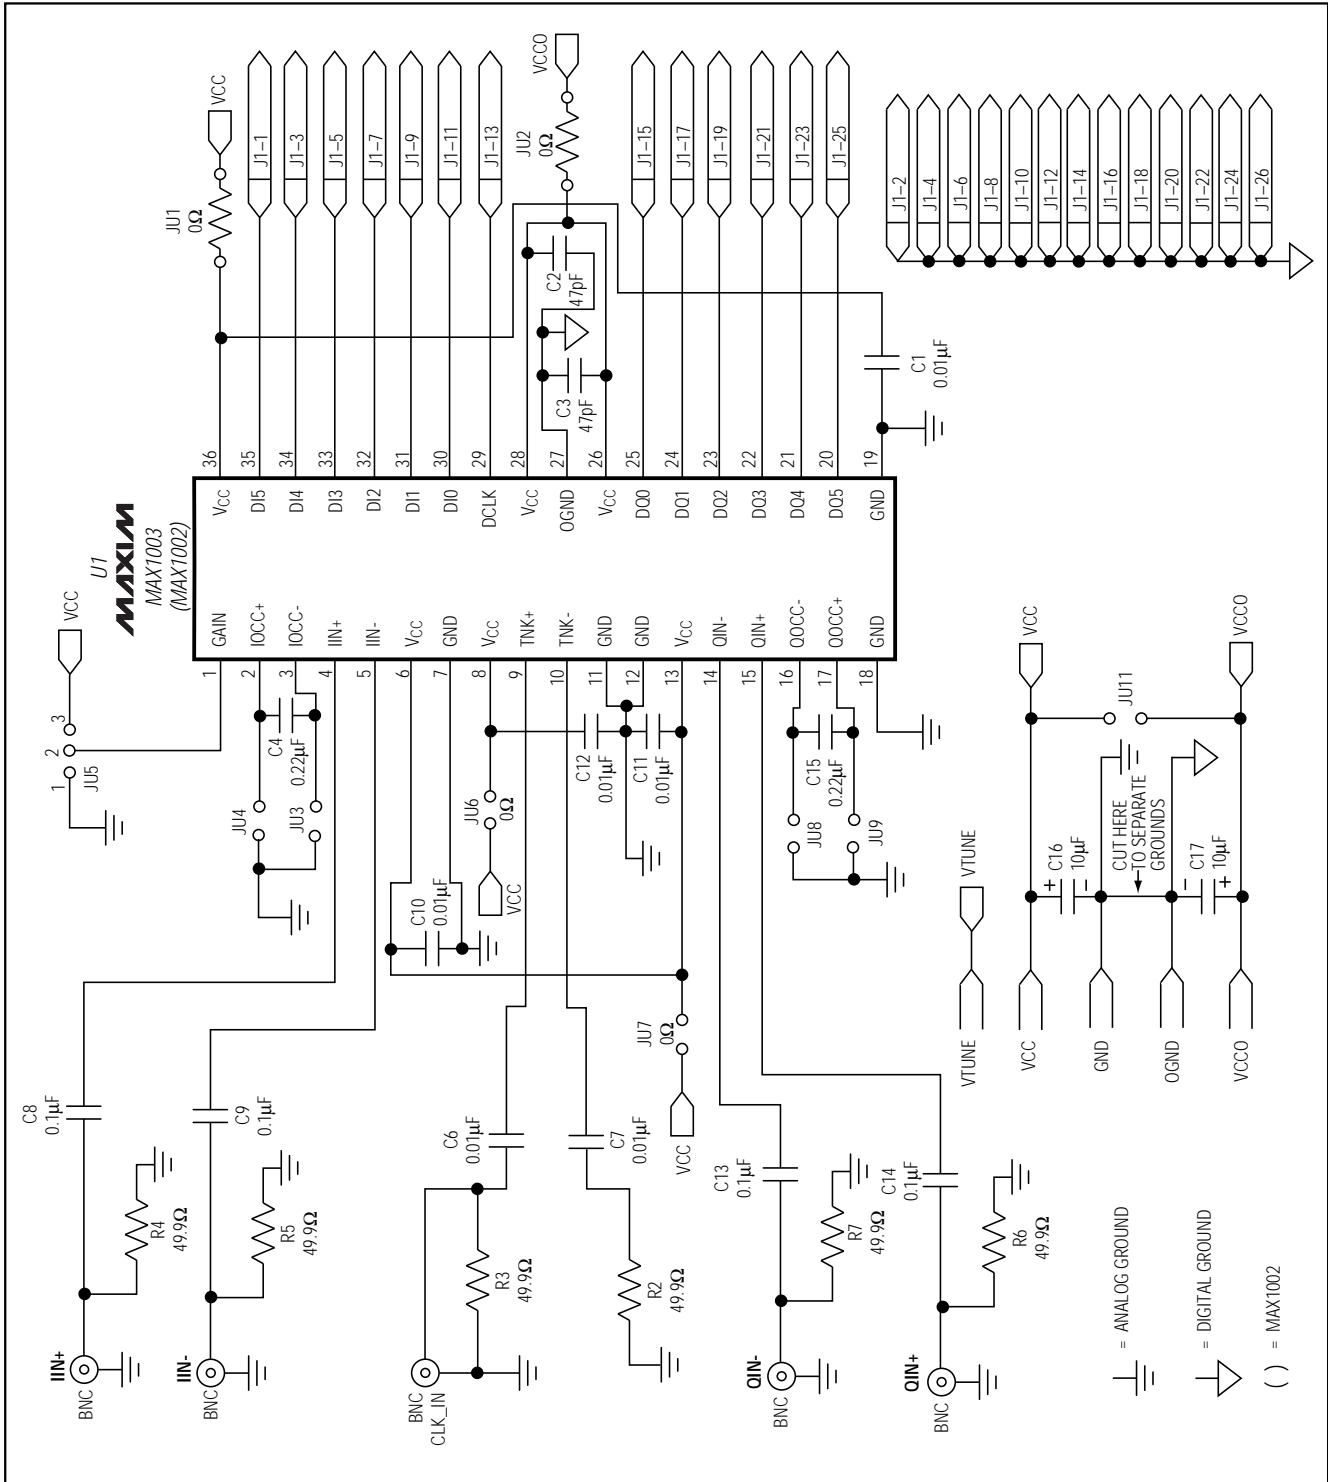 IIN+
BNC
C8
0.1µF
R4
49.9Ω
IIN-
BNC
C9
0.1µF
R5
49.9Ω
BNC
CLK_IN
R3
49.9Ω
C6
0.01µF
R2
49.9Ω
C7
0.01µF
QIN-
BNC
C13
0.1µF
R7
49.9Ω
QIN+
BNC
C14
0.1µF
R6
49.9Ω
= ANALOG GROUND
= DIGITAL GROUND
( ) = MAX1002
1
2
3
JU5
VCC
JU4
JU3
C4
0.22µF
C10
0.01µF
VCC
JU6
0Ω
C12
0.01µF
C11
0.01µF
VCC
JU7
0Ω
JU8
JU9
C15
0.22µF
U1
MAXIM
MAX1003
(MAX1002)
1 GAIN
2 IOCC+
3 IOCC-
4 IIN+
5 IIN-
6 VCC
7 GND
8 VCC
9 TNK+
10 TNK-
11 GND
12 GND
13 VCC
14 QIN-
15 QIN+
16 QOCC-
17 QOCC+
18 GND
VCC 36
DI5 35
DI4 34
DI3 33
DI2 32
DI1 31
DI0 30
DCLK 29
VCC 28
OGND 27
VCC 26
DQ0 25
DQ1 24
DQ2 23
DQ3 22
DQ4 21
DQ5 20
GND 19
JU1
0Ω
VCC
J1–1
J1–3
J1–5
J1–7
J1–9
J1–11
J1–13
C2
47pF
C3
47pF
JU2
0Ω
VCCO
J1–15
J1–17
J1–19
J1–21
J1–23
J1–25
C1
0.01µF
J1–2
J1–4
J1–6
J1–8
J1–10
J1–12
J1–14
J1–16
J1–18
J1–20
J1–22
J1–24
J1–26
VTUNE
VTUNE
VCC
GND
OGND
VCCO
+
C16
10µF
-
CUT HERE
TO SEPARATE
GROUNDS
-
C17
10µF
+
VCC
JU11
VCCO